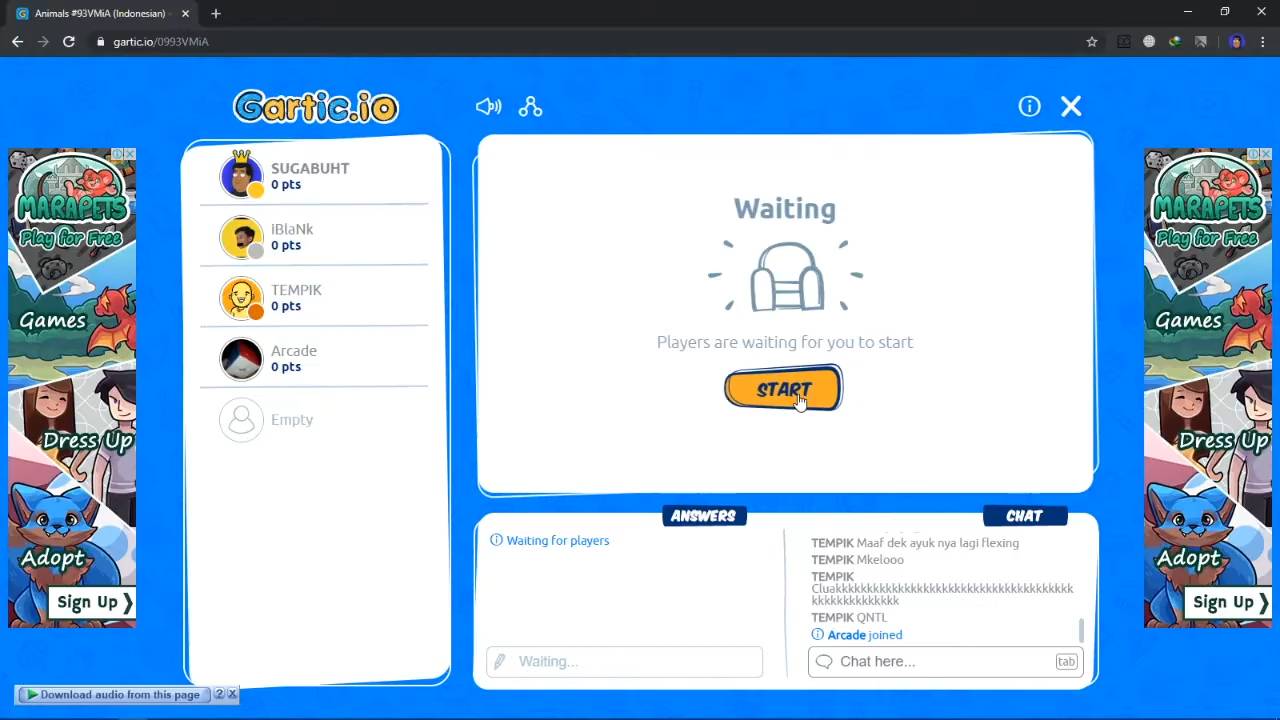 Animals #93VMiA (Indonesian)
gartic.io/0993VMiA
Gartic.io
SUGABUHT
0 pts
iBlaNk
0 pts
TEMPIK
0 pts
Arcade
0 pts
Empty
Waiting
Players are waiting for you to start
START
ANSWERS
Waiting for players
Waiting...
CHAT
TEMPIK Maaf dek ayuk nya lagi flexing
TEMPIK Mkelooo
TEMPIK
TEMPIK QNTL
Arcade joined
Chat here...
tab
MARAPETS
Play for Free
Games
Dress Up
Adopt
Sign Up ❯
MARAPETS
Play for Free
Games
Dress Up
Adopt
Sign Up ❯
Download audio from this page ? X